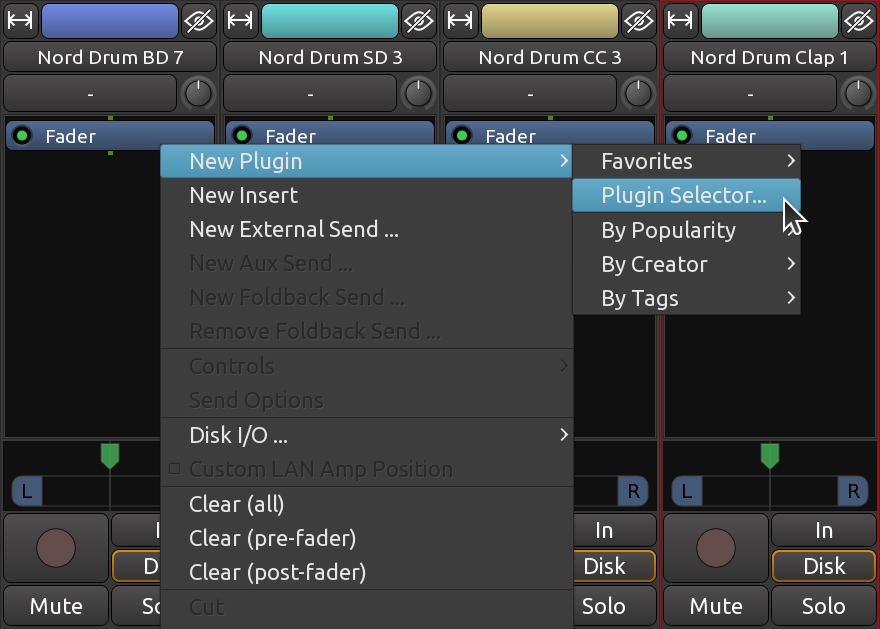 Nord Drum BD 7
Nord Drum SD 3
Nord Drum CC 3
Nord Drum Clap 1
-
-
-
-
Fader
Fader
Fader
Fader
New Plugin
New Insert
New External Send ...
New Aux Send ...
New Foldback Send ...
Remove Foldback Send ...
Controls
Send Options
Disk I/O ...
Custom LAN Amp Position
Clear (all)
Clear (pre-fader)
Clear (post-fader)
Cut
Favorites
Plugin Selector...
By Popularity
By Creator
By Tags
L
R
L
R
In
In
Disk
Disk
Mute
Solo
Mute
Solo